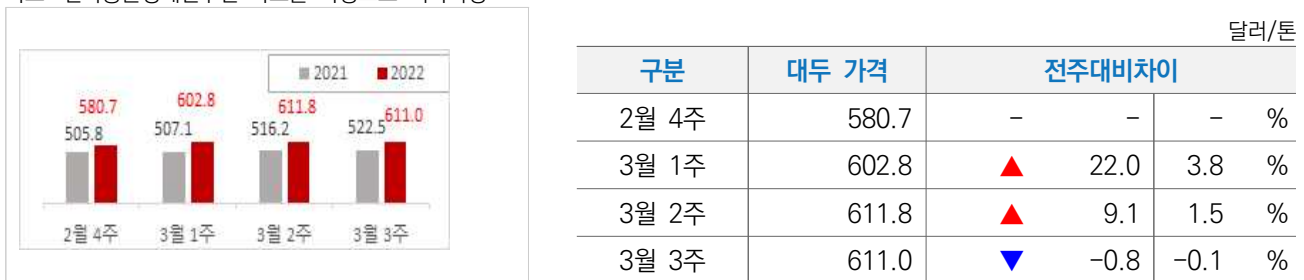 달러/톤
2021 2022
580.7 602.8 611.8 611.0
505.8 507.1 516.2 522.5
2월 4주 3월 1주 3월 2주 3월 3주
구분 대두 가격 전주대비차이
2월 4주 580.7 - - - %
3월 1주 602.8 ▲ 22.0 3.8 %
3월 2주 611.8 ▲ 9.1 1.5 %
3월 3주 611.0 ▼ -0.8 -0.1 %